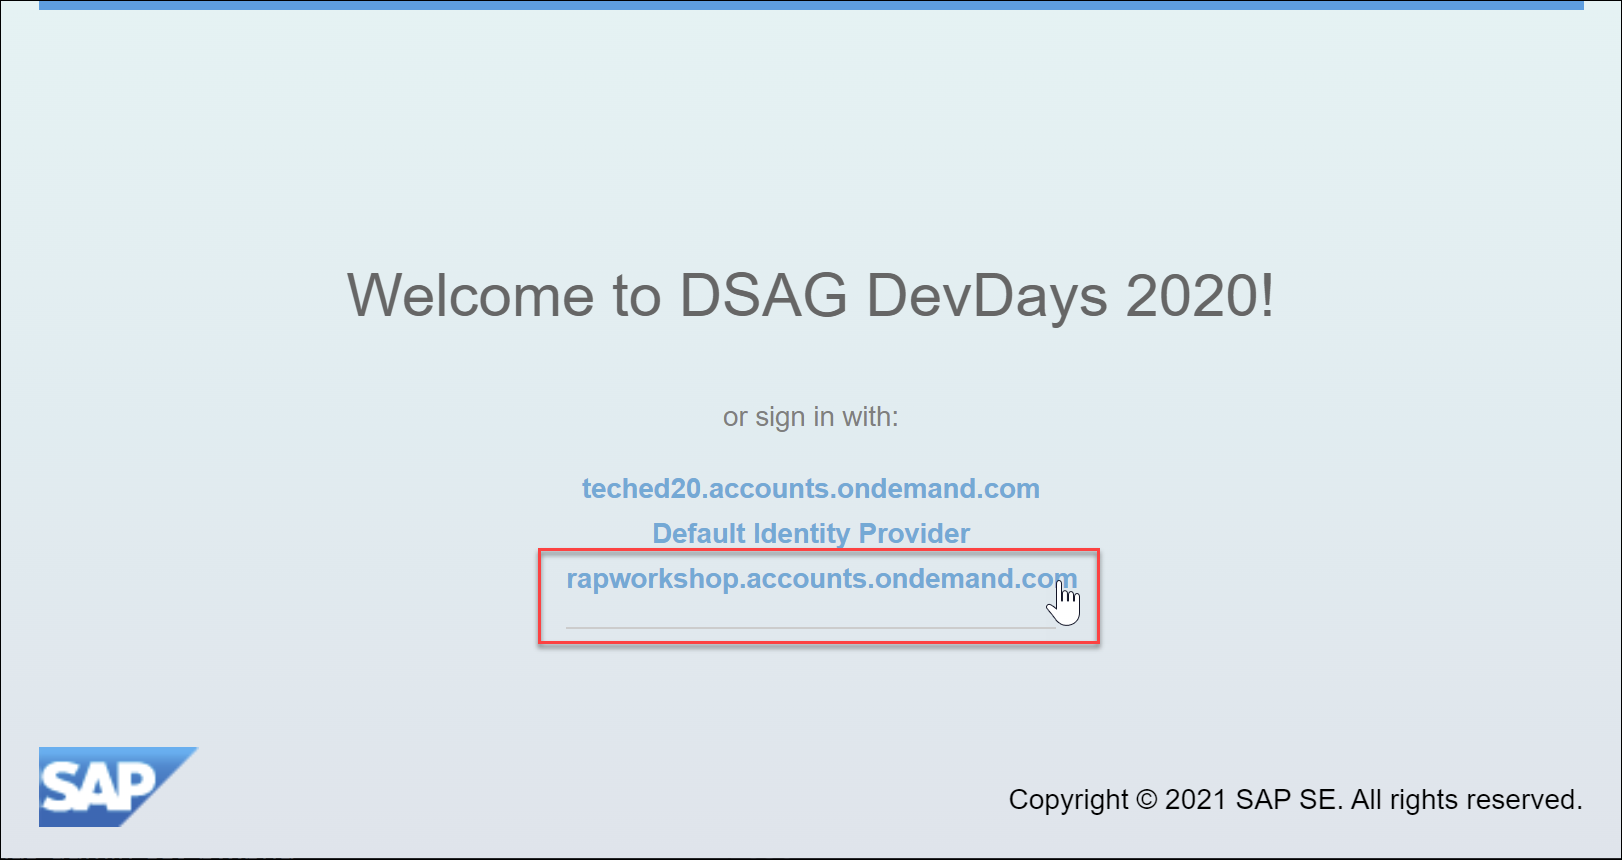 Welcome to DSAG DevDays 2020!
or sign in with:
teched20.accounts.ondemand.com
Default Identity Provider
rapworkshop.accounts.ondemand.com
SAP
Copyright © 2021 SAP SE. All rights reserved.